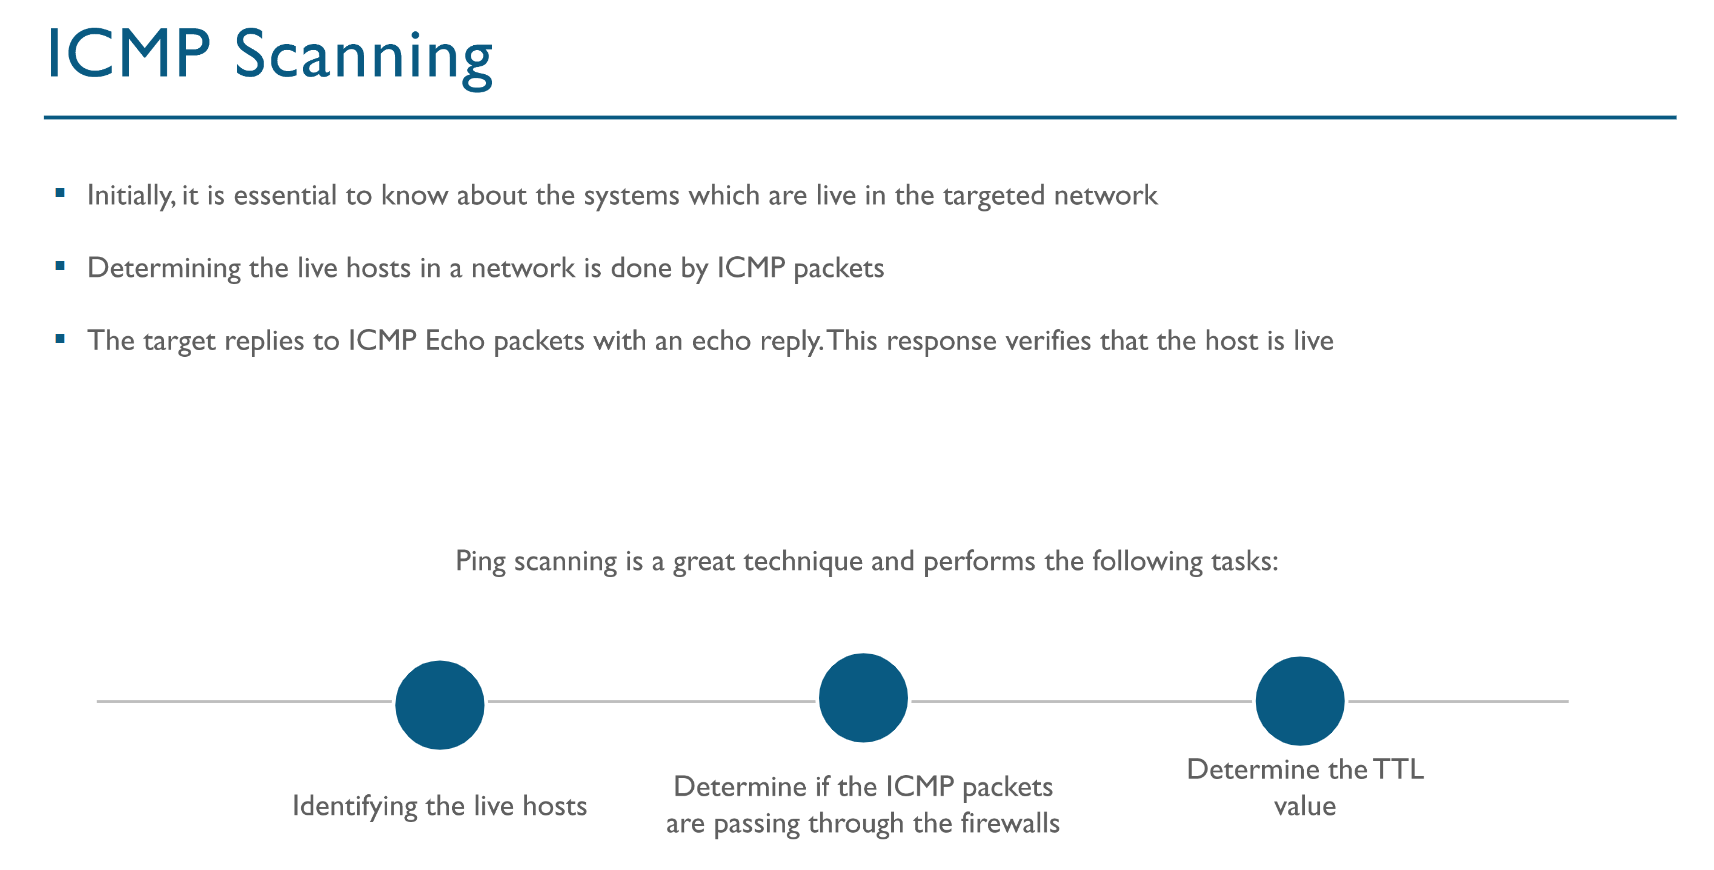 ICMP Scanning
Initially, it is essential to know about the systems which are live in the targeted network
Determining the live hosts in a network is done by ICMP packets
The target replies to ICMP Echo packets with an echo reply. This response verifies that the host is live
Ping scanning is a great technique and performs the following tasks:
Identifying the live hosts
Determine if the ICMP packets
are passing through the firewalls
Determine the TTL
value